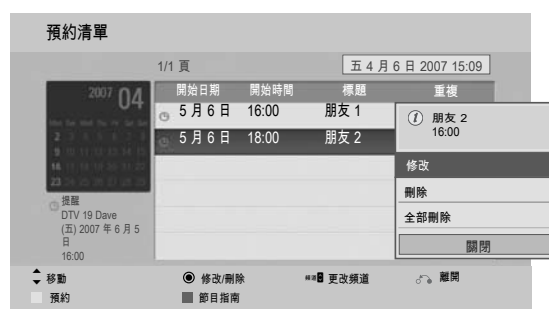 預約清單
1/1 頁
五 4 月 6 日 2007 15:09
2007 04
開始日期 開始時間 標題 重複
5 月 6 日 16:00 朋友 1
5 月 6 日 18:00 朋友 2
朋友 2
16:00
修改
刪除
全部刪除
關閉
提醒
DTV 19 Dave
(五) 2007 年 6 月 5
日
16:00
移動
修改/刪除
更改頻道
離開
預約
節目指南